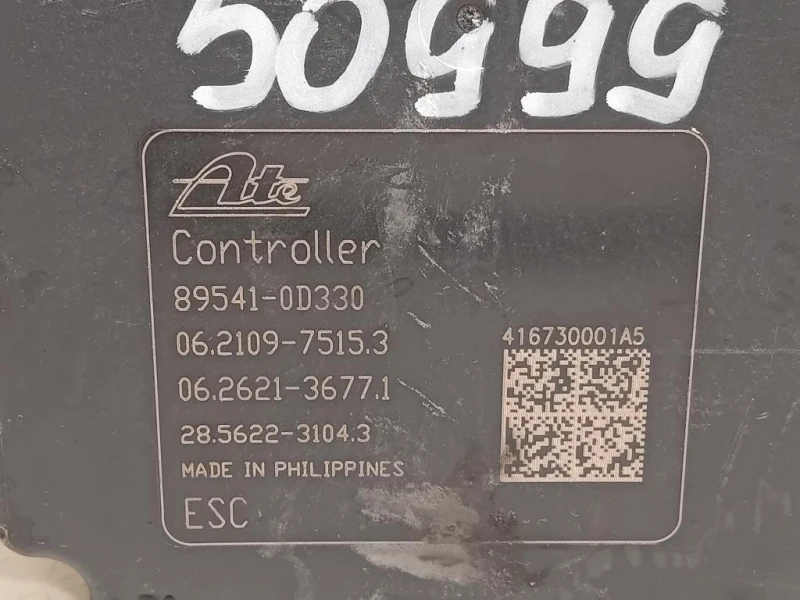 Ate
Controller
89541-0D330
06.2109-7515.3
06.2621-3677.1
28.5622-3104.3
MADE IN PHILIPPINES
ESC
416730001A5